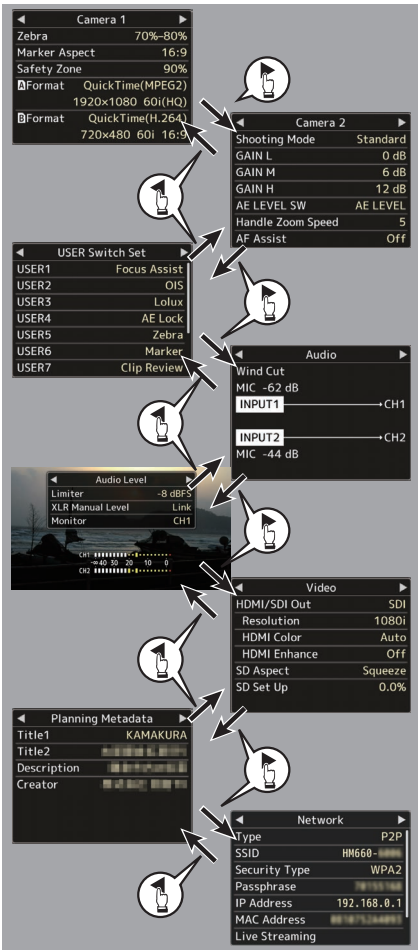 ◀ Camera 1 ▶
Zebra 70%–80%
Marker Aspect 16:9
Safety Zone 90%
A Format QuickTime(MPEG2)
1920×1080 60i(HQ)
B Format QuickTime(H.264)
720×480 60i 16:9
◀ Camera 2 ▶
Shooting Mode Standard
GAIN L 0 dB
GAIN M 6 dB
GAIN H 12 dB
AE LEVEL SW AE LEVEL
Handle Zoom Speed 5
AF Assist Off
◀ USER Switch Set ▶
USER1 Focus Assist
USER2 OIS
USER3 Lolux
USER4 AE Lock
USER5 Zebra
USER6 Marker
USER7 Clip Review
◀ Audio ▶
Wind Cut
MIC -62 dB
INPUT1 → CH1
INPUT2 → CH2
MIC -44 dB
◀ Audio Level
Limiter -8 dBFS
XLR Manual Level Link
Monitor CH1
CH1
-∞ 40 30 20 10 0
CH2
◀ Video ▶
HDMI/SDI Out SDI
Resolution 1080i
HDMI Color Auto
HDMI Enhance Off
SD Aspect Squeeze
SD Set Up 0.0%
◀ Planning Metadata ▶
Title1 KAMAKURA
Title2
Description
Creator
◀ Network ▶
Type P2P
SSID HM660-
Security Type WPA2
Passphrase
IP Address 192.168.0.1
MAC Address
Live Streaming